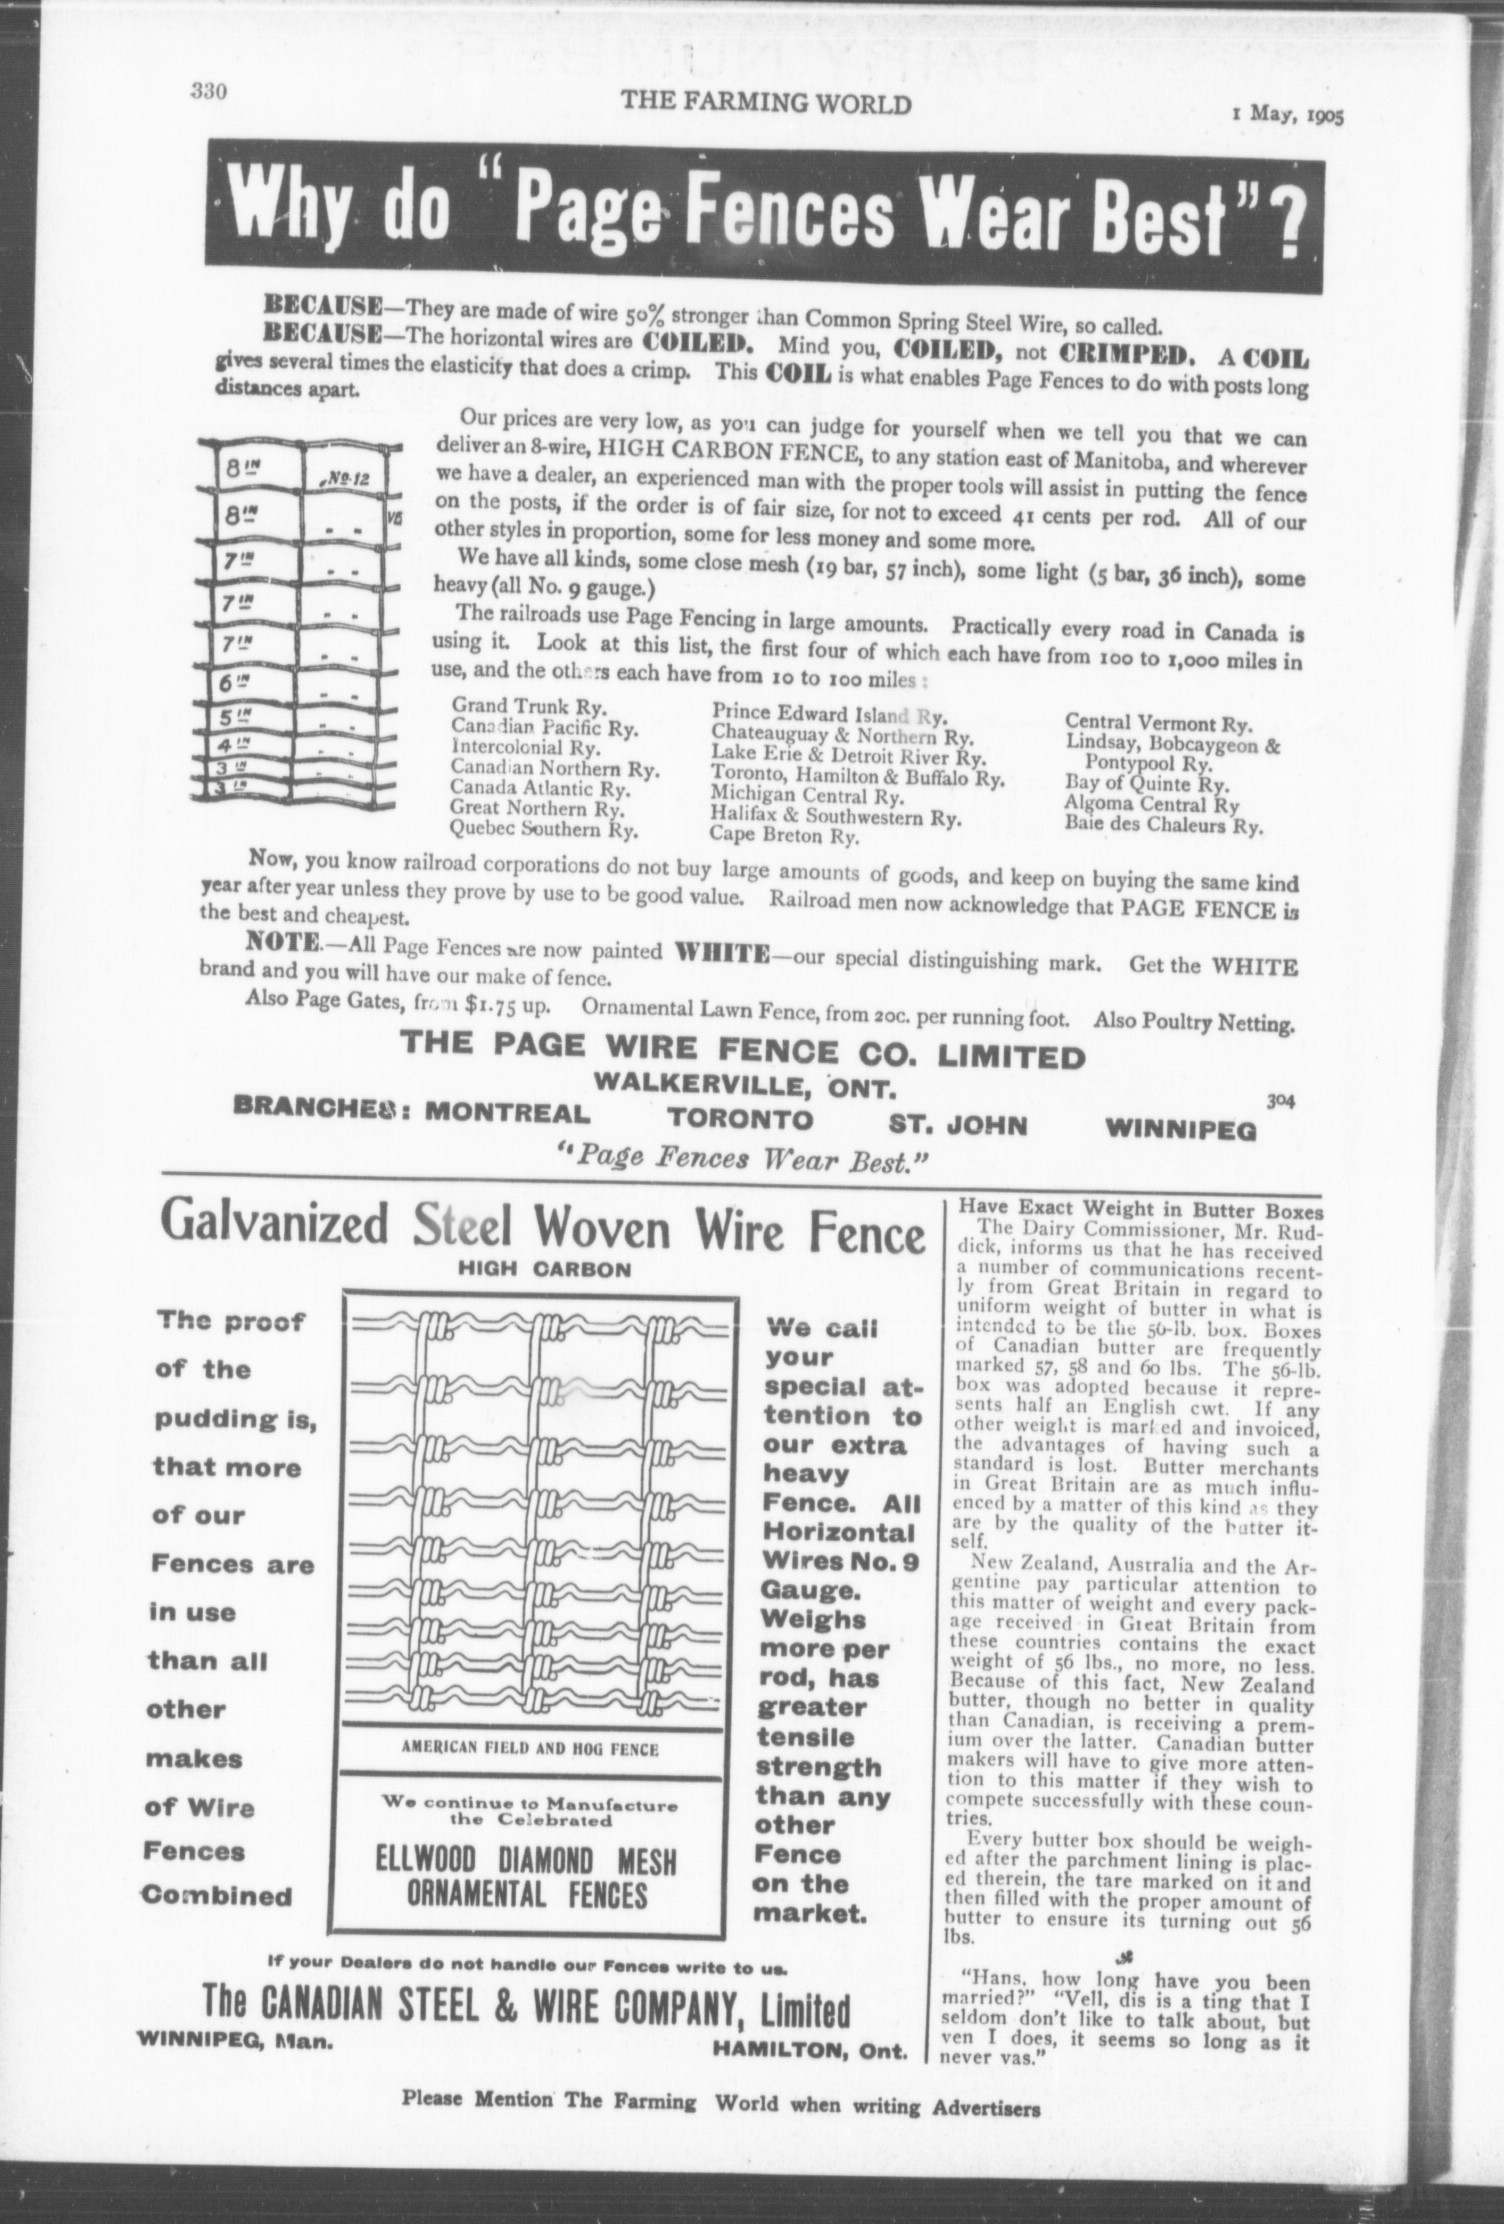 330
THE FARMING WORLD
1 May, 1905
Why do "Page Fences Wear Best"?
BECAUSE—They are made of wire 50% stronger than Common Spring Steel Wire, so called.
BECAUSE—The horizontal wires are COILED. Mind you, COILED, not CRIMPED. A COIL
gives several times the elasticity that does a crimp. This COIL is what enables Page Fences to do with posts long
distances apart.
8 IN
No. 12
8 IN
7 IN
7 IN
7 IN
6 IN
5 IN
4 IN
3 IN
3 IN
Our prices are very low, as you can judge for yourself when we tell you that we can
deliver an 8-wire, HIGH CARBON FENCE, to any station east of Manitoba, and wherever
we have a dealer, an experienced man with the proper tools will assist in putting the fence
on the posts, if the order is of fair size, for not to exceed 41 cents per rod. All of our
other styles in proportion, some for less money and some more.
We have all kinds, some close mesh (19 bar, 57 inch), some light (5 bar, 36 inch), some
heavy (all No. 9 gauge.)
The railroads use Page Fencing in large amounts. Practically every road in Canada is
using it. Look at this list, the first four of which each have from 100 to 1,000 miles in
use, and the others each have from 10 to 100 miles:
Grand Trunk Ry.
Canadian Pacific Ry.
Intercolonial Ry.
Canadian Northern Ry.
Canada Atlantic Ry.
Great Northern Ry.
Quebec Southern Ry.
Prince Edward Island Ry.
Chateauguay & Northern Ry.
Lake Erie & Detroit River Ry.
Toronto, Hamilton & Buffalo Ry.
Michigan Central Ry.
Halifax & Southwestern Ry.
Cape Breton Ry.
Central Vermont Ry.
Lindsay, Bobcaygeon &
Pontypool Ry.
Bay of Quinte Ry.
Algoma Central Ry
Baie des Chaleurs Ry.
Now, you know railroad corporations do not buy large amounts of goods, and keep on buying the same kind
year after year unless they prove by use to be good value. Railroad men now acknowledge that PAGE FENCE is
the best and cheapest.
NOTE.—All Page Fences are now painted WHITE—our special distinguishing mark. Get the WHITE
brand and you will have our make of fence.
Also Page Gates, from $1.75 up. Ornamental Lawn Fence, from 20c. per running foot. Also Poultry Netting.
THE PAGE WIRE FENCE CO. LIMITED
WALKERVILLE, ONT.
304
BRANCHES: MONTREAL TORONTO ST. JOHN WINNIPEG
"Page Fences Wear Best."
Galvanized Steel Woven Wire Fence
HIGH CARBON
The proof
of the
pudding is,
that more
of our
Fences are
in use
than all
other
makes
of Wire
Fences
Combined
AMERICAN FIELD AND HOG FENCE
We continue to Manufacture
the Celebrated
ELLWOOD DIAMOND MESH
ORNAMENTAL FENCES
We call
your
special at-
tention to
our extra
heavy
Fence. All
Horizontal
Wires No. 9
Gauge.
Weighs
more per
rod, has
greater
tensile
strength
than any
other
Fence
on the
market.
If your Dealers do not handle our Fences write to us.
The CANADIAN STEEL & WIRE COMPANY, Limited
WINNIPEG, Man.
HAMILTON, Ont.
Have Exact Weight in Butter Boxes
The Dairy Commissioner, Mr. Rud-
dick, informs us that he has received
a number of communications recent-
ly from Great Britain in regard to
uniform weight of butter in what is
intended to be the 56-lb. box. Boxes
of Canadian butter are frequently
marked 57, 58 and 60 lbs. The 56-lb.
box was adopted because it repre-
sents half an English cwt. If any
other weight is marked and invoiced,
the advantages of having such a
standard is lost. Butter merchants
in Great Britain are as much influ-
enced by a matter of this kind as they
are by the quality of the butter it-
self.
New Zealand, Australia and the Ar-
gentine pay particular attention to
this matter of weight and every pack-
age received in Great Britain from
these countries contains the exact
weight of 56 lbs., no more, no less.
Because of this fact, New Zealand
butter, though no better in quality
than Canadian, is receiving a prem-
ium over the latter. Canadian butter
makers will have to give more atten-
tion to this matter if they wish to
compete successfully with these coun-
tries.
Every butter box should be weigh-
ed after the parchment lining is plac-
ed therein, the tare marked on it and
then filled with the proper amount of
butter to ensure its turning out 56
lbs.
"Hans, how long have you been
married?" "Vell, dis is a ting that I
seldom don't like to talk about, but
ven I does, it seems so long as it
never vas."
Please Mention The Farming World when writing Advertisers